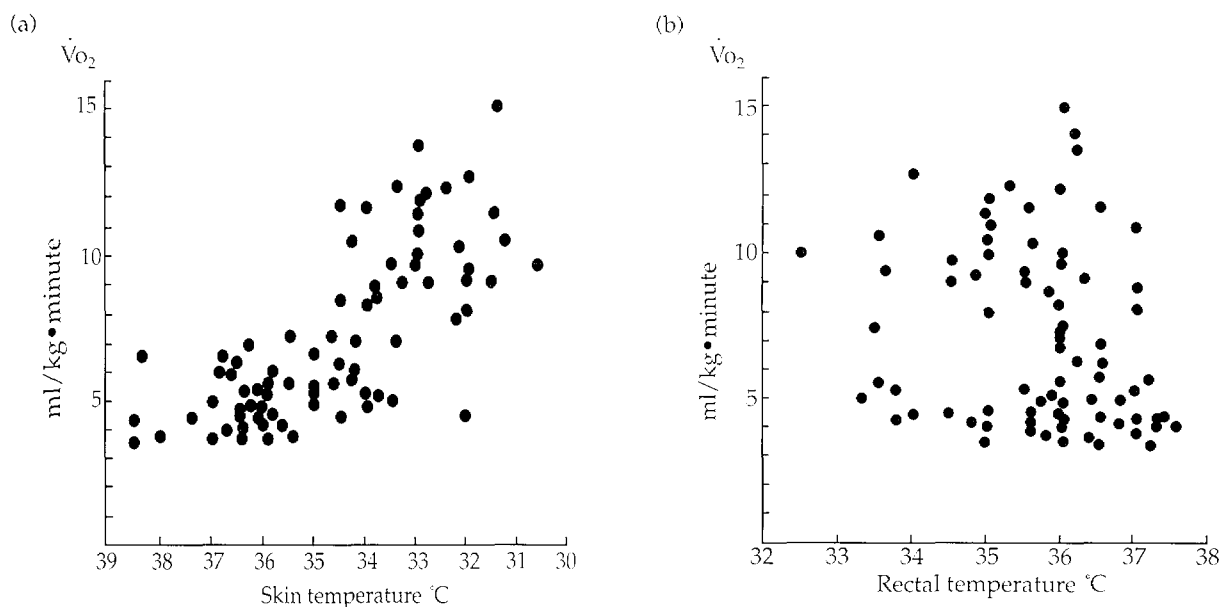 (a)
V̇o₂
ml/kg•minute
15
10
5
39 38 37 36 35 34 33 32 31 30
Skin temperature °C
(b)
V̇o₂
ml/kg•minute
15
10
5
32 33 34 35 36 37 38
Rectal temperature °C